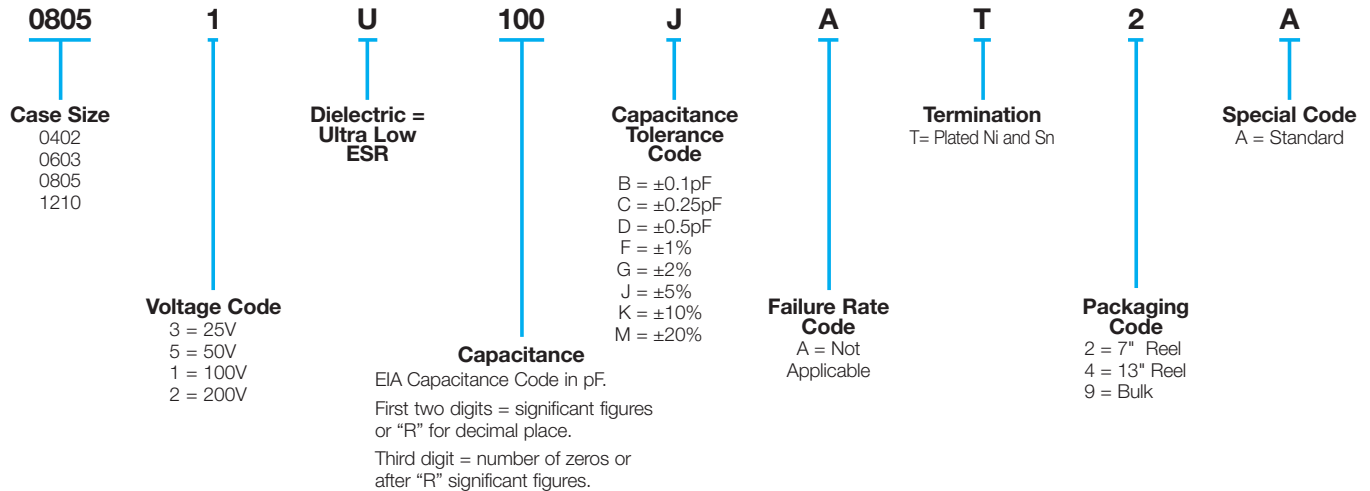 0805 1 U 100 J A T 2 A
Case Size
0402
0603
0805
1210
Voltage Code
3 = 25V
5 = 50V
1 = 100V
2 = 200V
Dielectric =
Ultra Low
ESR
Capacitance
EIA Capacitance Code in pF.
First two digits = significant figures
or “R” for decimal place.
Third digit = number of zeros or
after “R” significant figures.
Capacitance
Tolerance
Code
B = ±0.1pF
C = ±0.25pF
D = ±0.5pF
F = ±1%
G = ±2%
J = ±5%
K = ±10%
M = ±20%
Failure Rate
Code
A = Not
Applicable
Termination
T= Plated Ni and Sn
Packaging
Code
2 = 7" Reel
4 = 13" Reel
9 = Bulk
Special Code
A = Standard